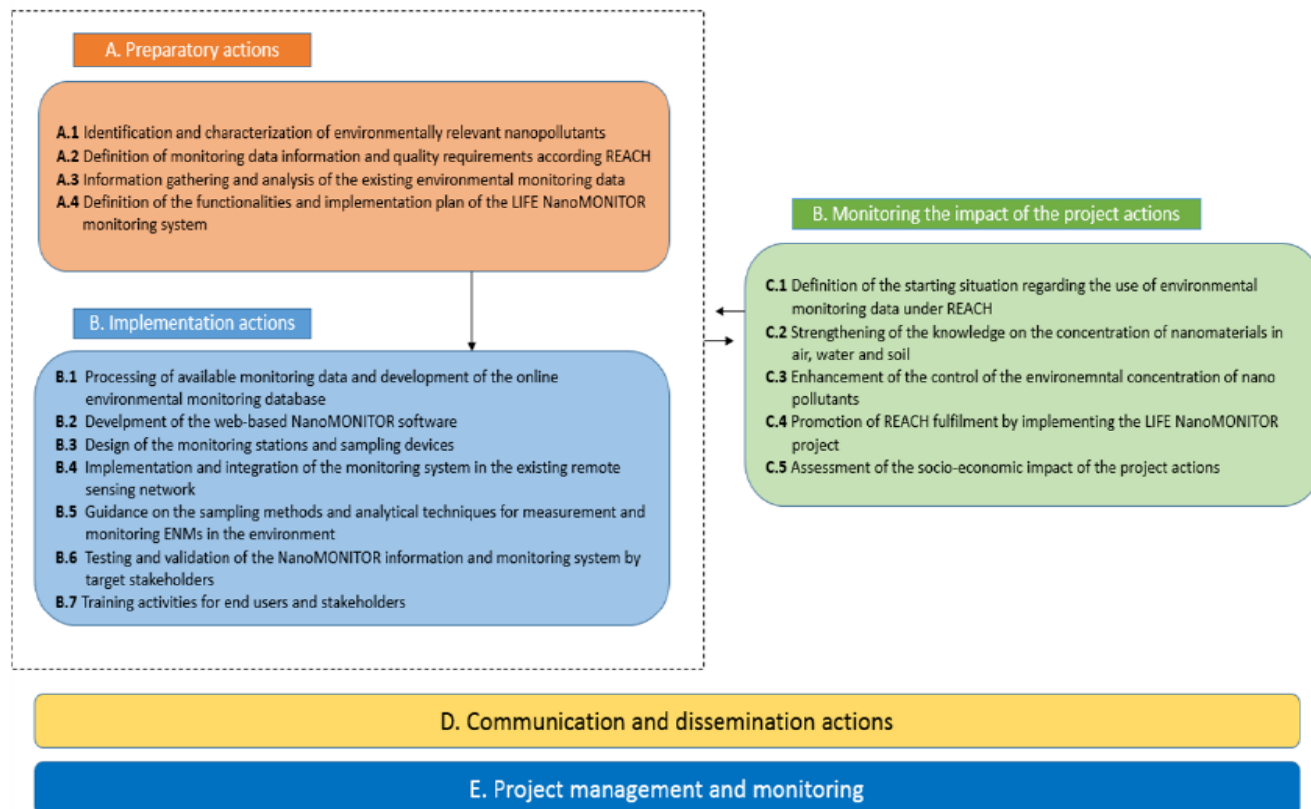 A. Preparatory actions
A.1 Identification and characterization of environmentally relevant nanopollutants
A.2 Definition of monitoring data information and quality requirements according REACH
A.3 Information gathering and analysis of the existing environmental monitoring data
A.4 Definition of the functionalities and implementation plan of the LIFE NanoMONITOR
monitoring system
B. Implementation actions
B.1 Processing of available monitoring data and development of the online
environmental monitoring database
B.2 Develpment of the web-based NanoMONITOR software
B.3 Design of the monitoring stations and sampling devices
B.4 Implementation and integration of the monitoring system in the existing remote
sensing network
B.5 Guidance on the sampling methods and analytical techniques for measurement and
monitoring ENMs in the environment
B.6 Testing and validation of the NanoMONITOR information and monitoring system by
target stakeholders
B.7 Training activities for end users and stakeholders
B. Monitoring the impact of the project actions
C.1 Definition of the starting situation regarding the use of environmental
monitoring data under REACH
C.2 Strengthening of the knowledge on the concentration of nanomaterials in
air, water and soil
C.3 Enhancement of the control of the environemntal concentration of nano
pollutants
C.4 Promotion of REACH fulfilment by implementing the LIFE NanoMONITOR
project
C.5 Assessment of the socio-economic impact of the project actions
D. Communication and dissemination actions
E. Project management and monitoring